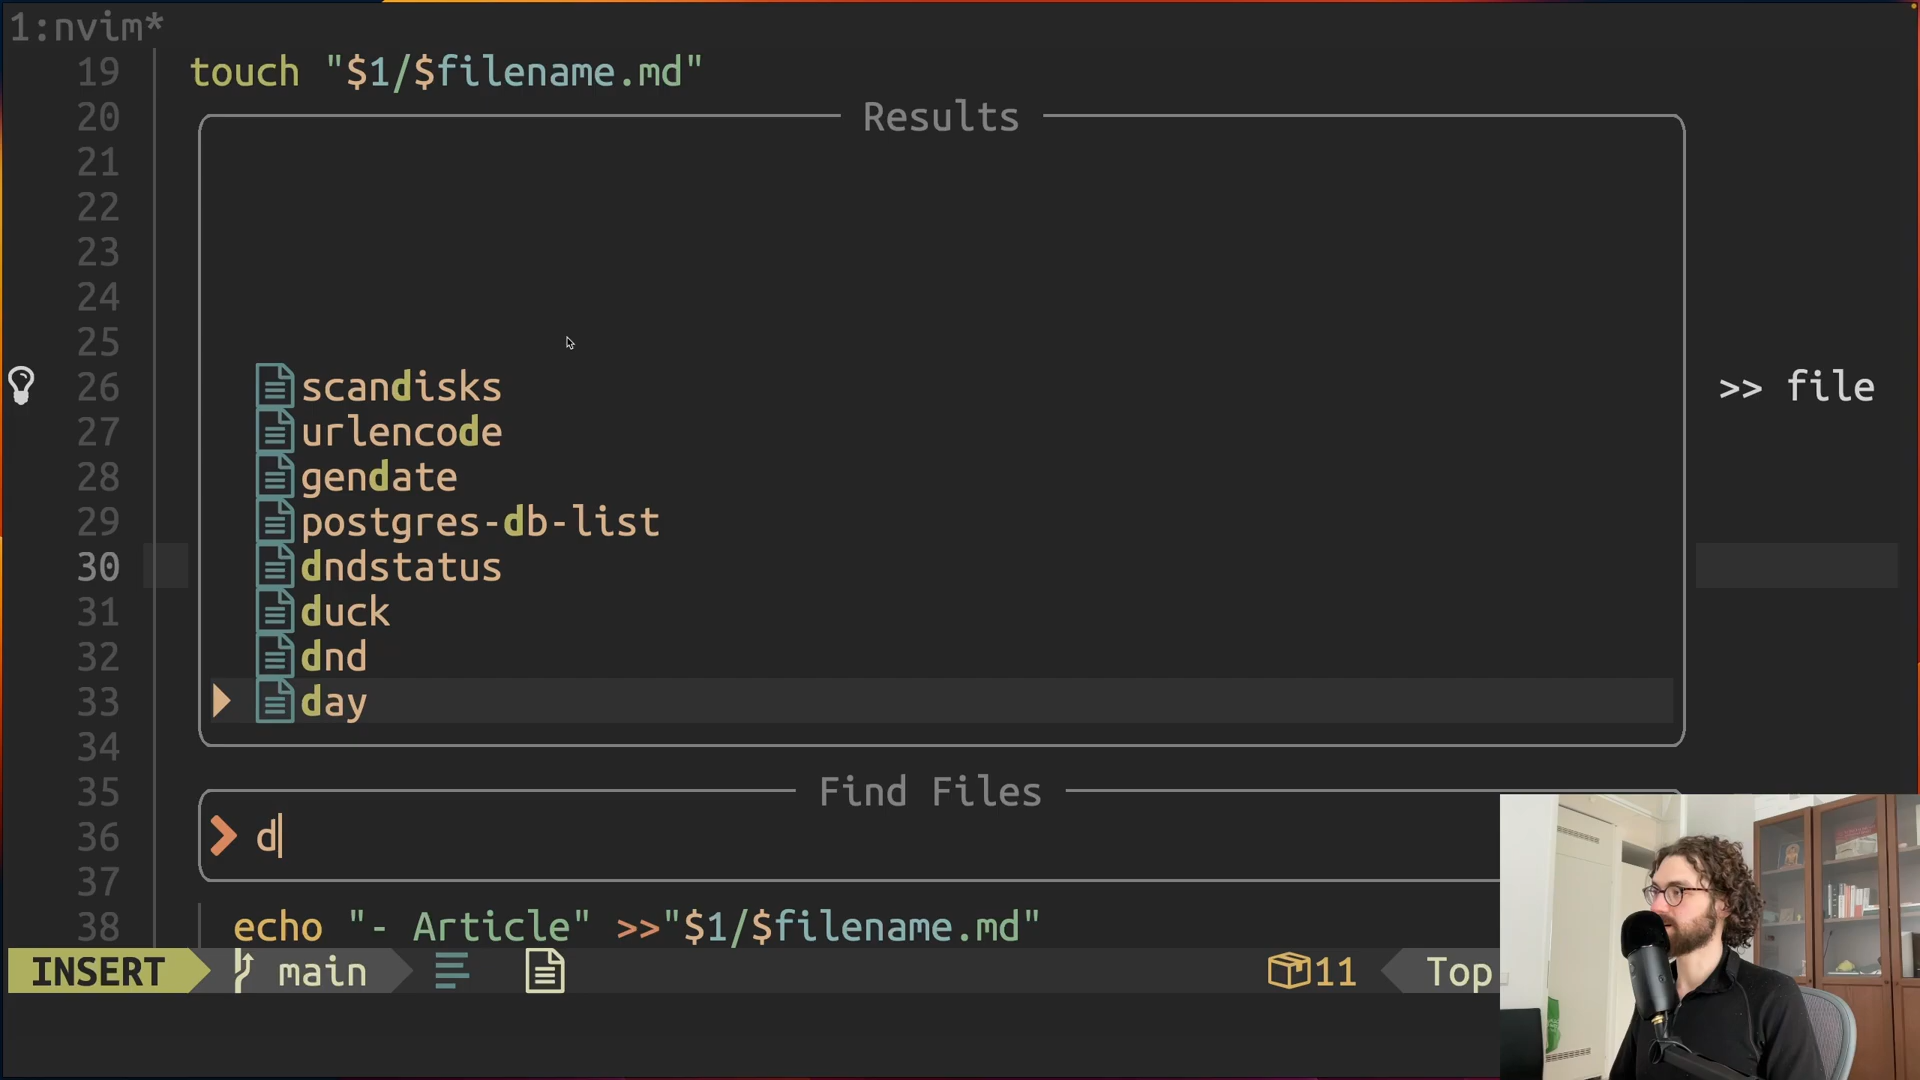 1:nvim*
19 touch "$1/$filename.md"
20 Results
21
22
23
24
25
26 scandisks >> file
27 urlencode
28 gendate
29 postgres-db-list
30 dndstatus
31 duck
32 dnd
33 day
34
35 Find Files
36 d
37
38 echo "- Article" >>"$1/$filename.md"
INSERT main 11 Top